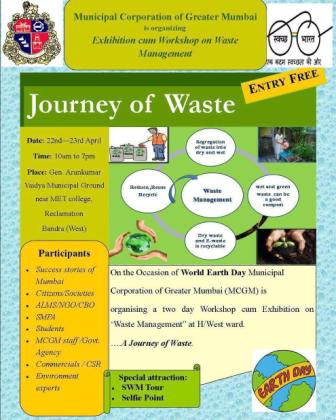 Municipal Corporation of Greater Mumbai
is organizing
Exhibition cum Workshop on Waste
Management
स्वच्छ भारत
एक कदम स्वच्छता की ओर
ENTRY FREE
Journey of Waste
Date: 22nd—23rd April
Time: 10am to 7pm
Place: Gen. Arunkumar
Vaidya Municipal Ground
near MET college,
Reclamation
Bandra (West)
Segregation
of waste into
dry and wet
Reduce,Reuse
Recycle
Waste
Management
wet and green
waste can be
a good
compost
Dry waste
and E-waste
is recyclable
Participants
• Success stories of
Mumbai
• Citizens/Societies
• ALMS/NGO/CBO
• SMPA
• Students
• MCGM staff /Govt.
Agency
• Commercials / CSR
• Environment
experts
On the Occasion of World Earth Day Municipal
Corporation of Greater Mumbai (MCGM) is
organising a two day Workshop cum Exhibition on
"Waste Management" at H/West ward.
….A Journey of Waste.
Special attraction:
• SWM Tour
• Selfie Point
EARTH DAY